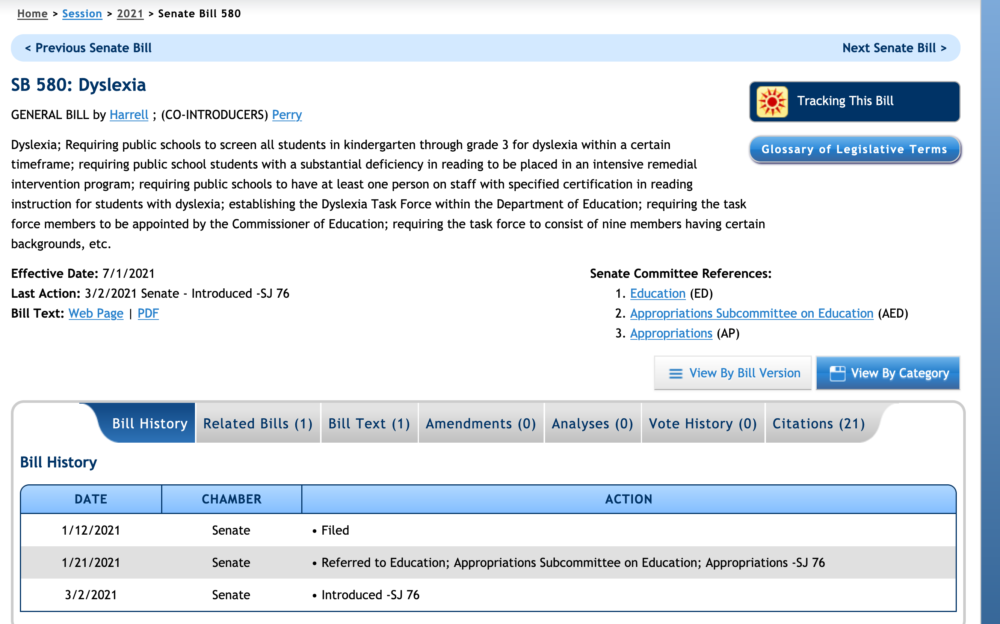 Home > Session > 2021 > Senate Bill 580
< Previous Senate Bill
Next Senate Bill >
SB 580: Dyslexia
Tracking This Bill
GENERAL BILL by Harrell ; (CO-INTRODUCERS) Perry
Glossary of Legislative Terms
Dyslexia; Requiring public schools to screen all students in kindergarten through grade 3 for dyslexia within a certain
timeframe; requiring public school students with a substantial deficiency in reading to be placed in an intensive remedial
intervention program; requiring public schools to have at least one person on staff with specified certification in reading
instruction for students with dyslexia; establishing the Dyslexia Task Force within the Department of Education; requiring the task
force members to be appointed by the Commissioner of Education; requiring the task force to consist of nine members having certain
backgrounds, etc.
Effective Date: 7/1/2021
Last Action: 3/2/2021 Senate - Introduced -SJ 76
Bill Text: Web Page | PDF
Senate Committee References:
1. Education (ED)
2. Appropriations Subcommittee on Education (AED)
3. Appropriations (AP)
View By Bill Version
View By Category
Bill History
Related Bills (1)
Bill Text (1)
Amendments (0)
Analyses (0)
Vote History (0)
Citations (21)
Bill History
DATE CHAMBER ACTION
1/12/2021 Senate • Filed
1/21/2021 Senate • Referred to Education; Appropriations Subcommittee on Education; Appropriations -SJ 76
3/2/2021 Senate • Introduced -SJ 76